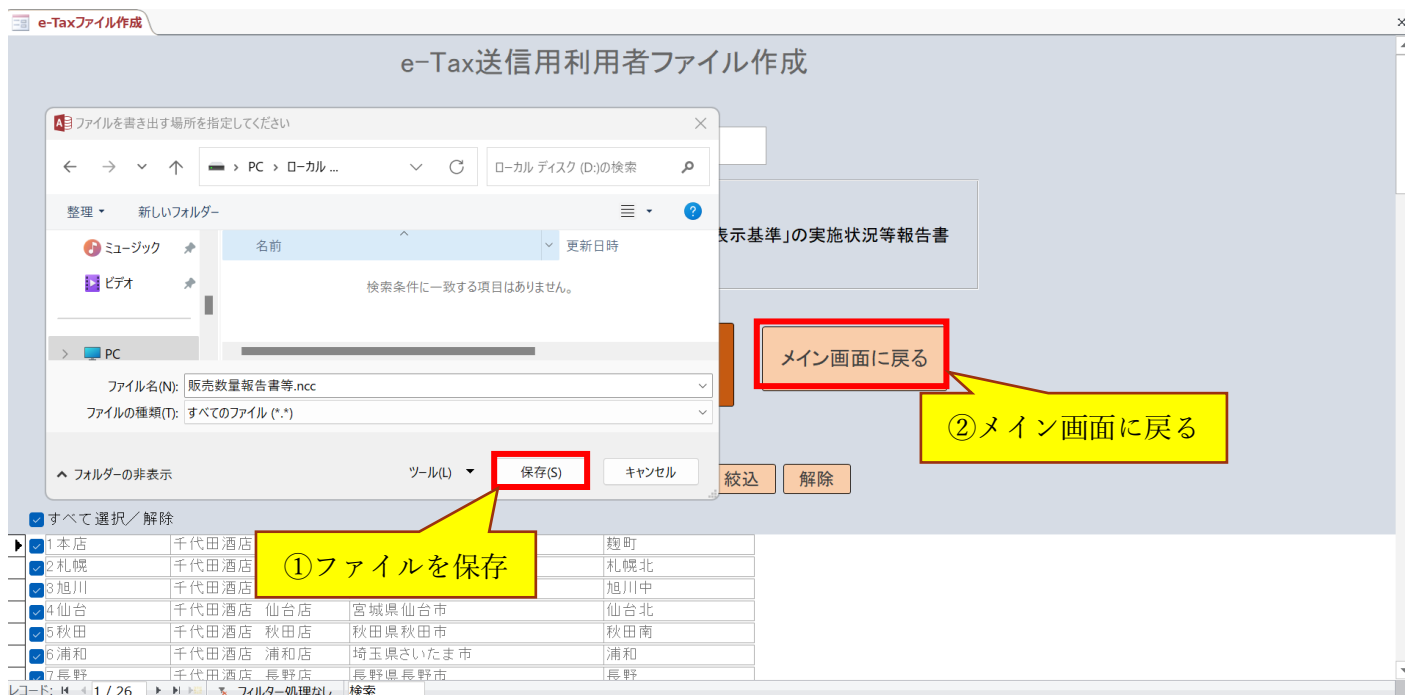 e-Taxファイル作成
e-Tax送信用利用者ファイル作成
ファイルを書き出す場所を指定してください
PC > ローカル ...
ローカル ディスク (D:)の検索
整理
新しいフォルダー
ミュージック
名前
更新日時
表示基準」の実施状況等報告書
ビデオ
検索条件に一致する項目はありません。
PC
メイン画面に戻る
ファイル名(N): 販売数量報告書等.ncc
ファイルの種類(T): すべてのファイル (*.*)
②メイン画面に戻る
フォルダーの非表示
ツール(L)
保存(S)
キャンセル
絞込
解除
すべて選択／解除
①ファイルを保存
1 本店 千代田酒店 麹町
2 札幌 千代田酒店 札幌北
3 旭川 千代田酒店 旭川中
4 仙台 千代田酒店 仙台店 宮城県仙台市 仙台北
5 秋田 千代田酒店 秋田店 秋田県秋田市 秋田南
6 浦和 千代田酒店 浦和店 埼玉県さいたま市 浦和
7 長野 千代田酒店 長野店 長野県長野市 長野
レコード: 1 / 26 フィルター処理なし 検索